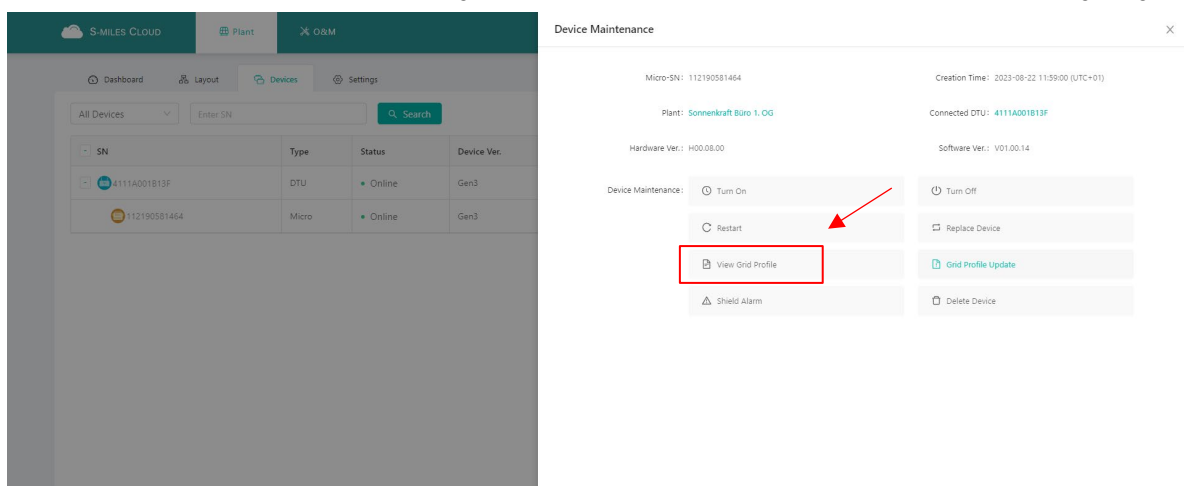 S-MILES CLOUD
Plant
O&M
Dashboard
Layout
Devices
Settings
All Devices
Enter SN
Search
SN Type Status Device Ver.
4111A001813F DTU Online Gen3
112190581464 Micro Online Gen3
Device Maintenance
Micro-SN: 112190581464
Creation Time: 2023-08-22 11:59:00 (UTC+01)
Plant: Sonnenkraft Büro 1. OG
Connected DTU: 4111A001813F
Hardware Ver.: H00.08.00
Software Ver.: V01.00.14
Device Maintenance:
Turn On
Turn Off
Restart
Replace Device
View Grid Profile
Grid Profile Update
Shield Alarm
Delete Device